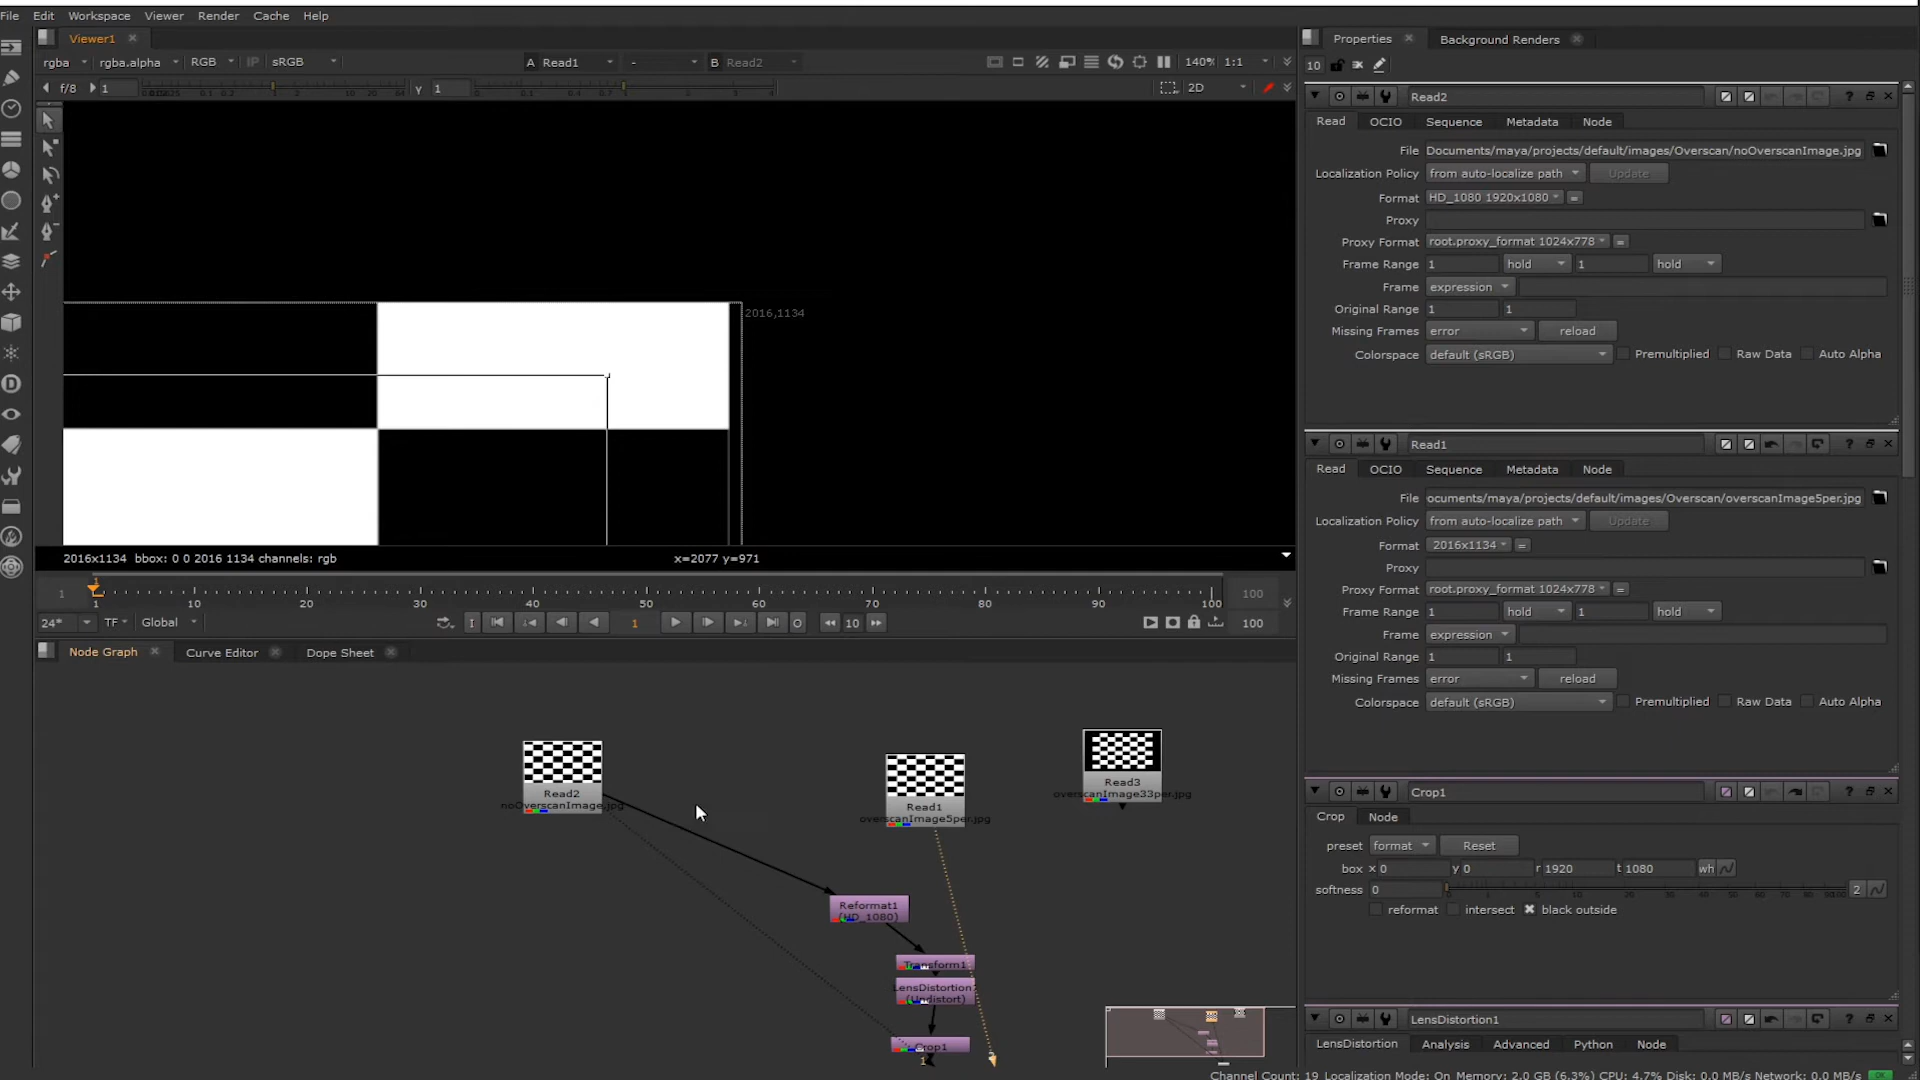 File Edit Workspace Viewer Render Cache Help
Viewer1
rgba rgba.alpha RGB IP sRGB A Read1 - B Read2 140% 1:1
f/8 1 Y 1 2D
2016,1134
2016x1134 bbox: 0 0 2016 1134 channels: rgb x=2077 y=971
1 1 10 20 30 40 50 60 70 80 90 100 100
1
24* TF Global I 1 O 10 100
Node Graph Curve Editor Dope Sheet
Read2
noOverscanImage.jpg
Read1
overscanImage5per.jpg
Read3
overscanImage33per.jpg
Reformat1
(HD_1080)
Transform1
LensDistortion
(Undistort)
Crop1
1
Properties Background Renders
10
Read2
Read OCIO Sequence Metadata Node
File Documents/maya/projects/default/images/Overscan/noOverscanImage.jpg
Localization Policy from auto-localize path Update
Format HD_1080 1920x1080 =
Proxy
Proxy Format root.proxy_format 1024x778 =
Frame Range 1 hold 1 hold
Frame expression
Original Range 1 1
Missing Frames error reload
Colorspace default (sRGB) Premultiplied Raw Data Auto Alpha
Read1
Read OCIO Sequence Metadata Node
File ocuments/maya/projects/default/images/Overscan/overscanImage5per.jpg
Localization Policy from auto-localize path Update
Format 2016x1134 =
Proxy
Proxy Format root.proxy_format 1024x778 =
Frame Range 1 hold 1 hold
Frame expression
Original Range 1 1
Missing Frames error reload
Colorspace default (sRGB) Premultiplied Raw Data Auto Alpha
Crop1
Crop Node
preset format Reset
box x 0 y 0 r 1920 t 1080 wh
softness 0 2
reformat intersect black outside
LensDistortion1
LensDistortion Analysis Advanced Python Node
Channel Count: 19 Localization Mode: On Memory: 2.0 GB (6.3%) CPU: 4.7% Disk: 0.0 MB/s Network: 0.0 MB/s